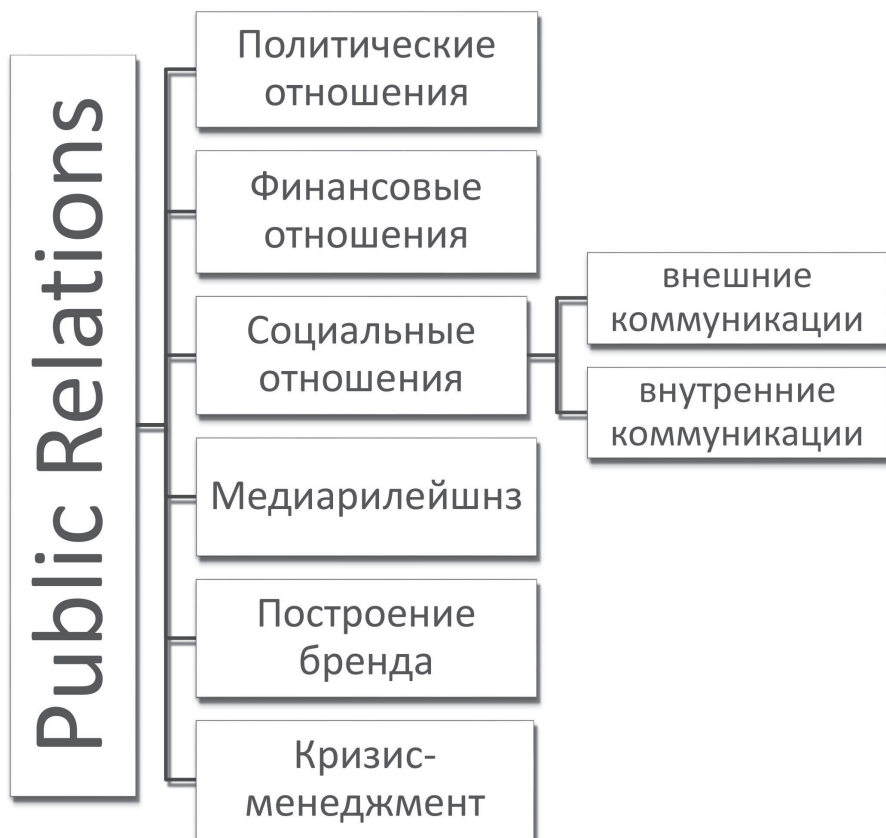 Public Relations
Политические
отношения
Финансовые
отношения
Социальные
отношения
внешние
коммуникации
внутренние
коммуникации
Медиарилейшнз
Построение
бренда
Кризис-
менеджмент